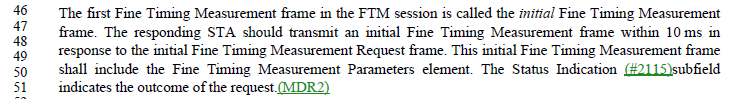 46 The first Fine Timing Measurement frame in the FTM session is called the initial Fine Timing Measurement
47 frame. The responding STA should transmit an initial Fine Timing Measurement frame within 10 ms in
48 response to the initial Fine Timing Measurement Request frame. This initial Fine Timing Measurement frame
49
50 shall include the Fine Timing Measurement Parameters element. The Status Indication (#2115)subfield
51 indicates the outcome of the request.(MDR2)